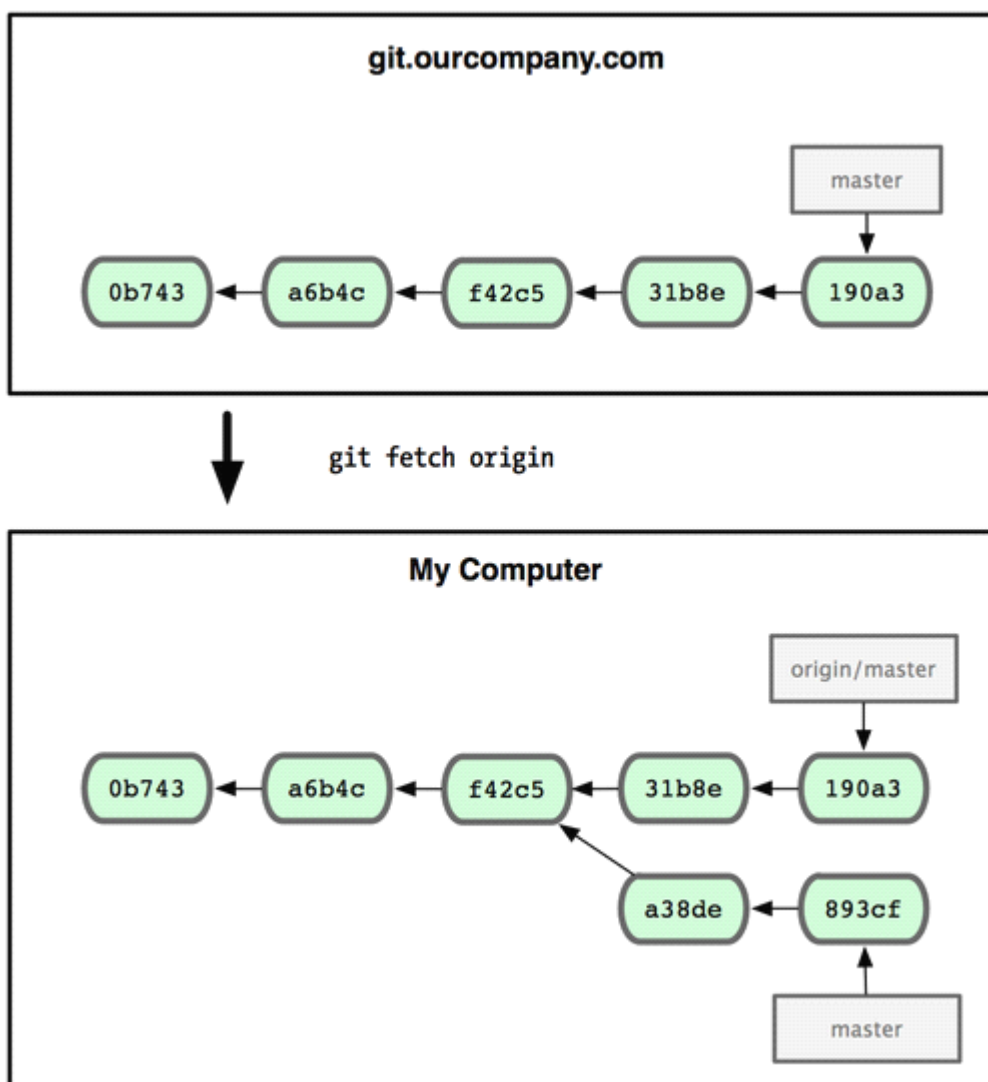 git.ourcompany.com
master
0b743 a6b4c f42c5 31b8e 190a3
git fetch origin
My Computer
origin/master
0b743 a6b4c f42c5 31b8e 190a3
a38de 893cf
master